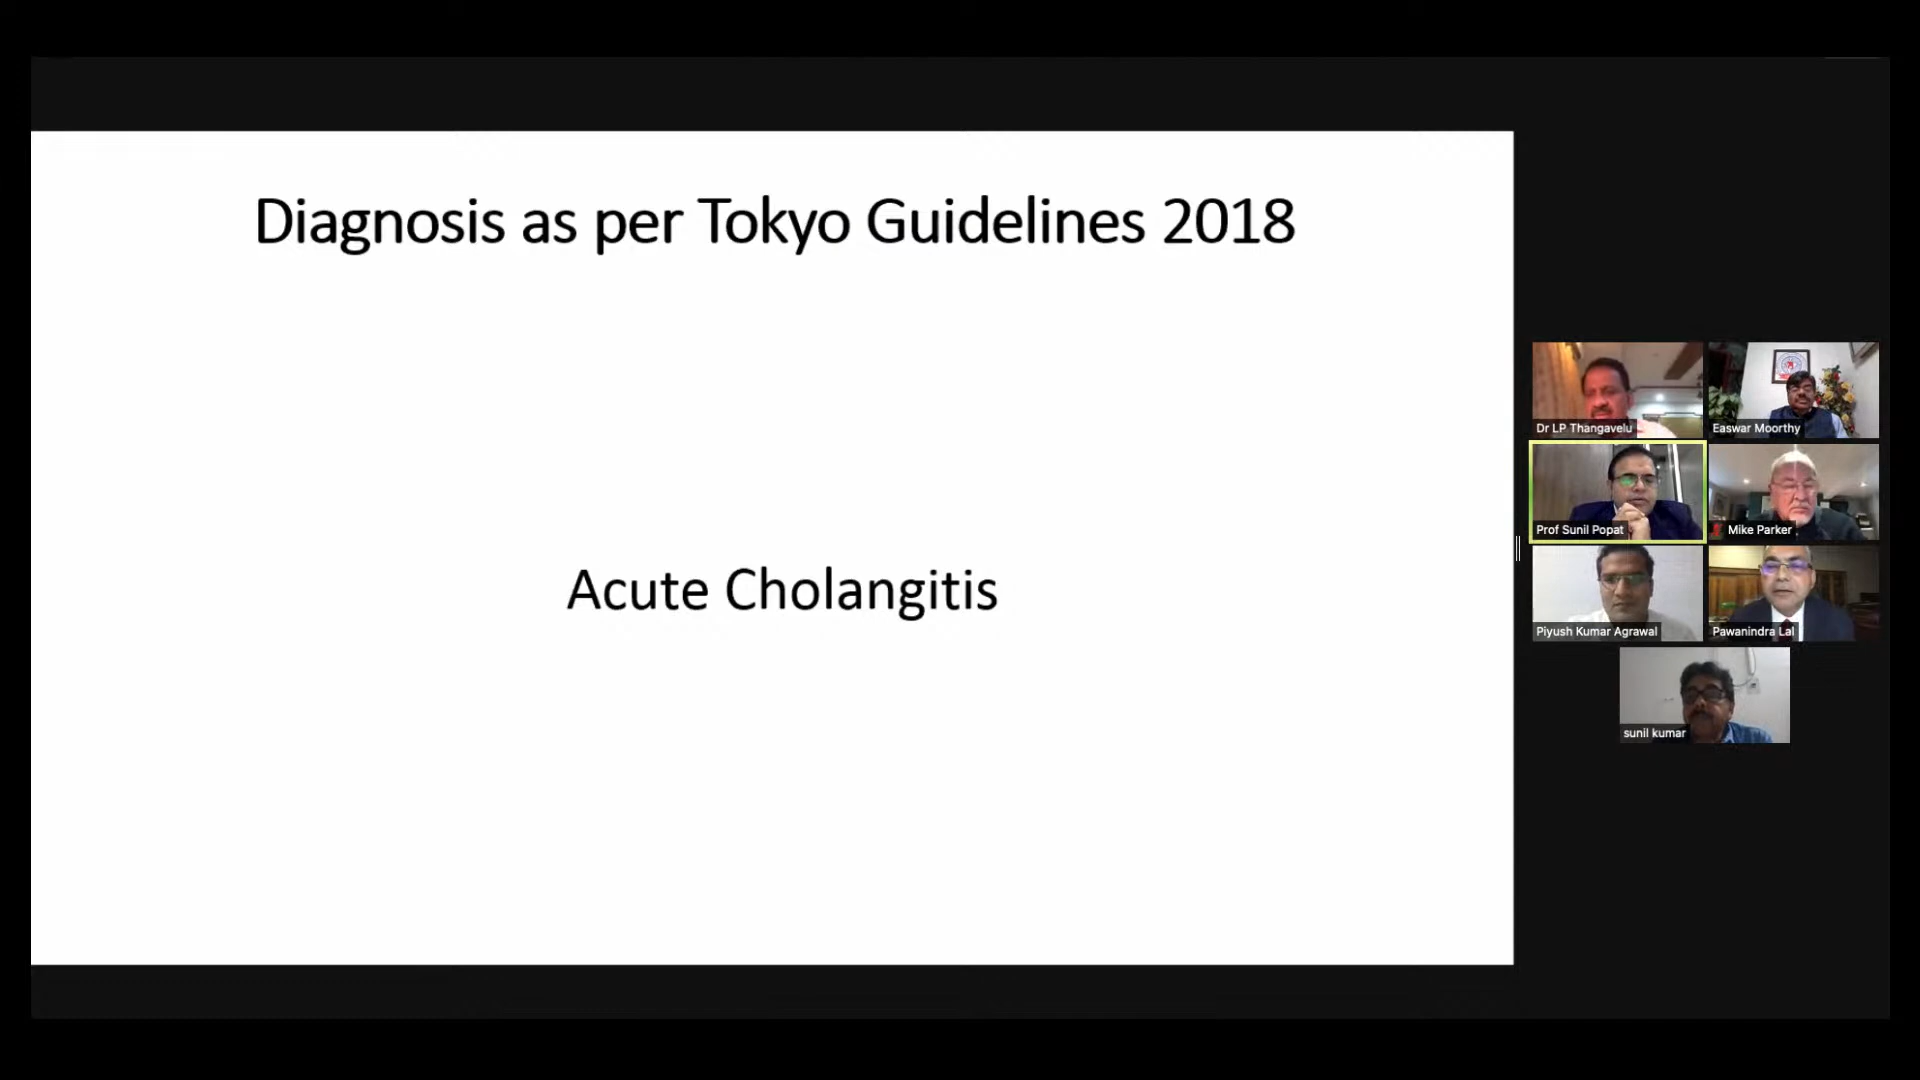 Diagnosis as per Tokyo Guidelines 2018
Acute Cholangitis
Dr LP Thangavelu
Easwar Moorthy
Prof Sunil Popat
Mike Parker
Piyush Kumar Agrawal
Pawanindra Lal
sunil kumar